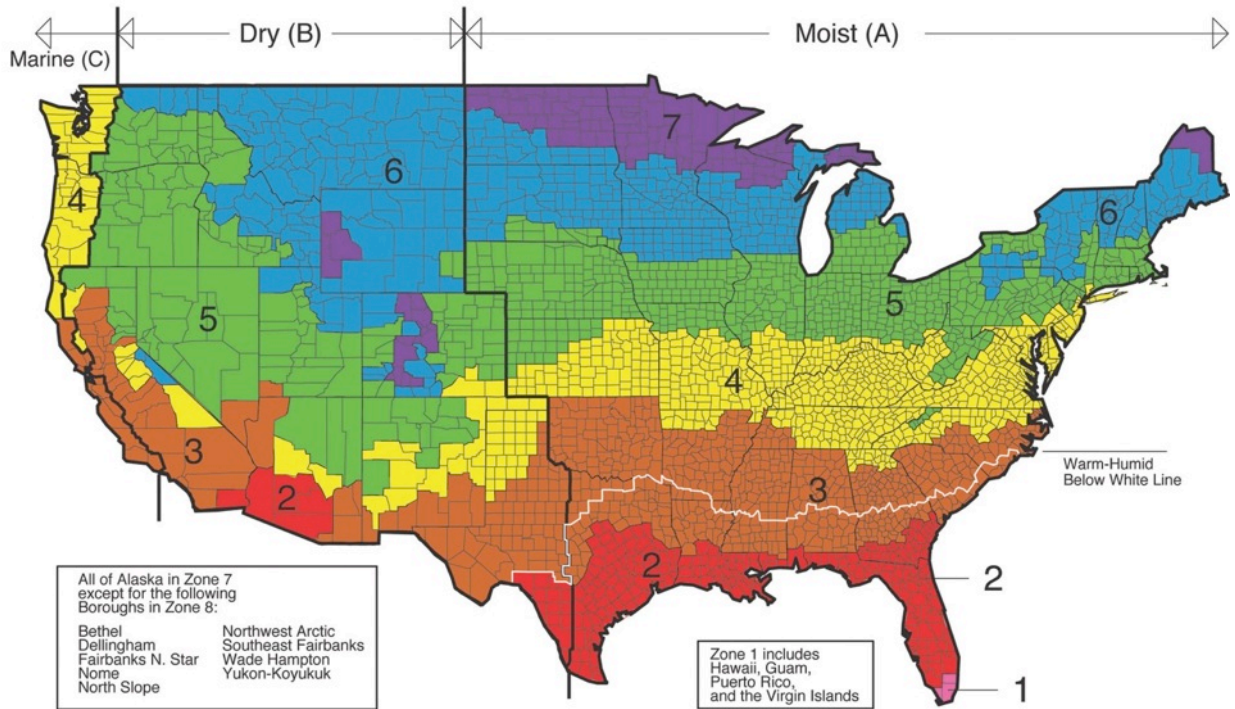 Marine (C)
Dry (B)
Moist (A)
7
6
4
6
5
5
4
3
3
Warm-Humid
Below White Line
2
2
2
1
All of Alaska in Zone 7
except for the following
Boroughs in Zone 8:
Bethel
Dellingham
Fairbanks N. Star
Nome
North Slope
Northwest Arctic
Southeast Fairbanks
Wade Hampton
Yukon-Koyukuk
Zone 1 includes
Hawaii, Guam,
Puerto Rico,
and the Virgin Islands